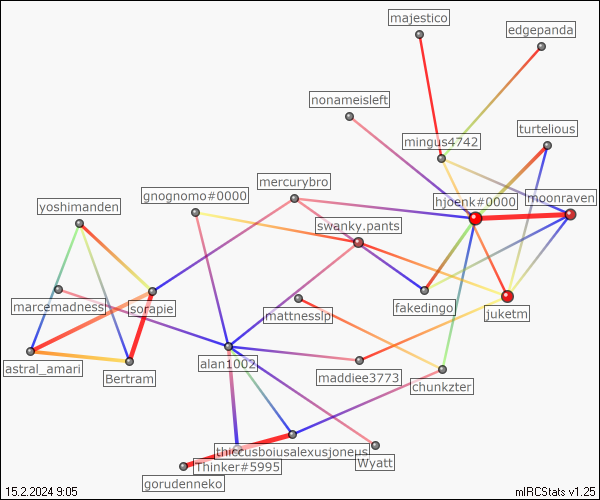 majestico
edgepanda
nonameisleft
turtelious
mingus4742
mercurybro
gnognomo#0000
hjoenk#0000
moonraven
yoshimanden
swanky.pants
marcemadness
sorapie
fakedingo
mattnesslp
juketm
astral_amari
alan1002
Bertram
maddiee3773
chunkzter
thiccusboiusalexusjoneus
Wyatt
Thinker#5995
gorudenneko
15.2.2024 9:05
mIRCStats v1.25